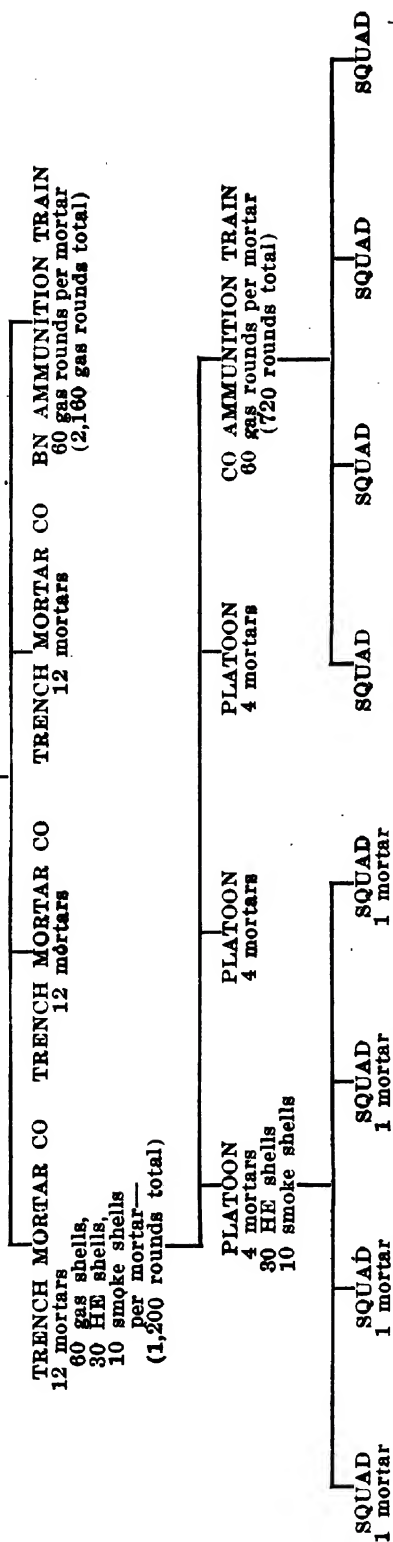 TRENCH MORTAR CO
12 mortars
60 gas shells,
30 HE shells,
10 smoke shells
per mortar—
(1,200 rounds total)
TRENCH MORTAR CO
12 mortars
TRENCH MORTAR CO
12 mortars
BN AMMUNITION TRAIN
60 gas rounds per mortar
(2,160 gas rounds total)
PLATOON
4 mortars
30 HE shells
10 smoke shells
PLATOON
4 mortars
PLATOON
4 mortars
CO AMMUNITION TRAIN
60 gas rounds per mortar
(720 rounds total)
SQUAD
1 mortar
SQUAD
1 mortar
SQUAD
1 mortar
SQUAD
1 mortar
SQUAD
SQUAD
SQUAD
SQUAD